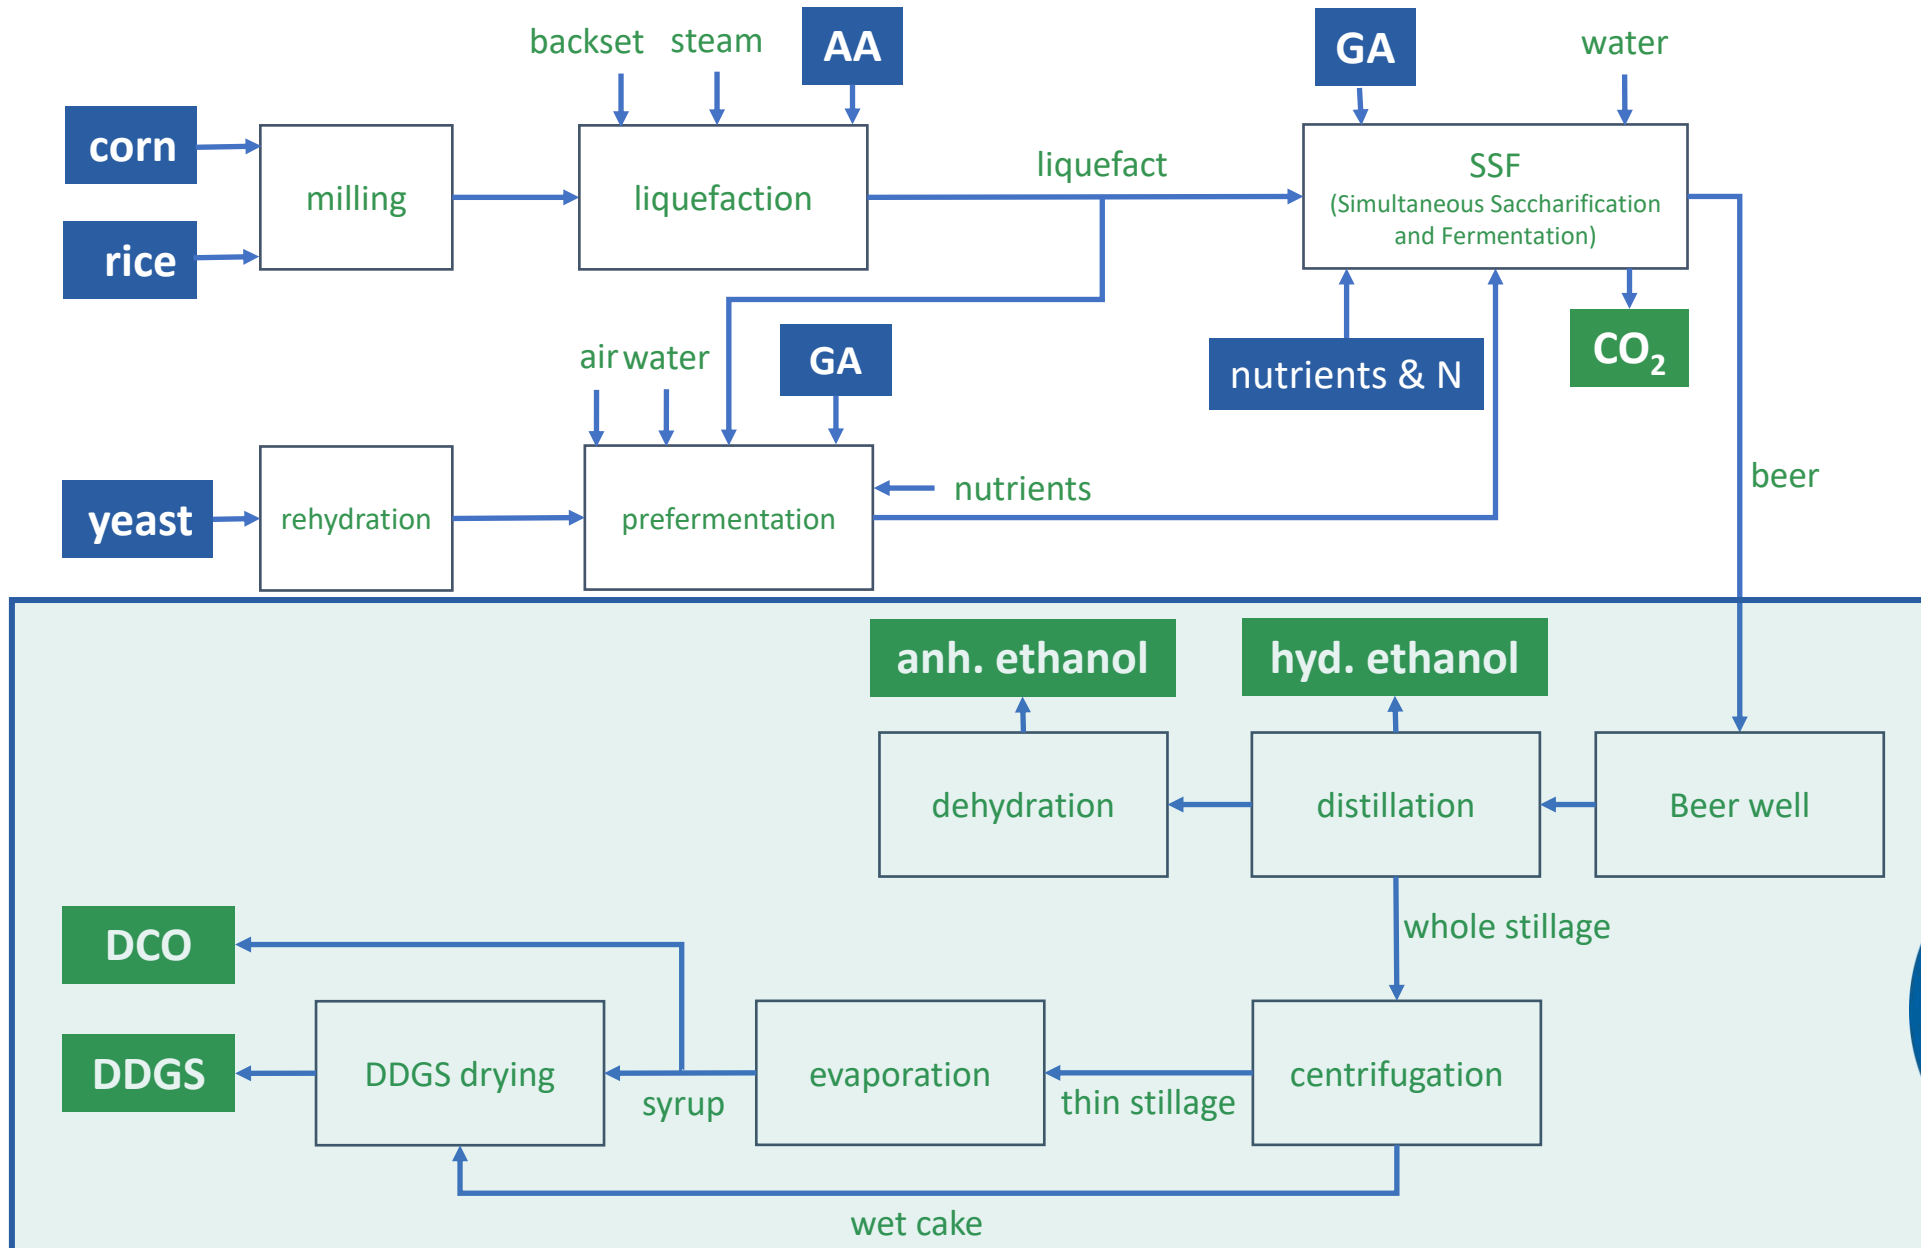 backset
steam
AA
GA
water
corn
rice
milling
liquefaction
liquefact
SSF
(Simultaneous Saccharification
and Fermentation)
air
water
GA
nutrients & N
CO₂
yeast
rehydration
prefermentation
nutrients
beer
anh. ethanol
hyd. ethanol
dehydration
distillation
Beer well
whole stillage
DCO
DDGS
DDGS drying
syrup
evaporation
thin stillage
centrifugation
wet cake